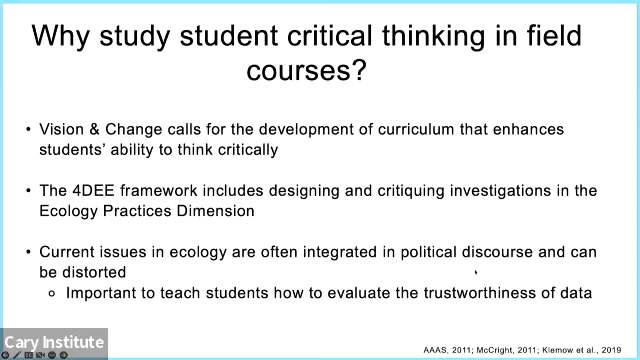 Why study student critical thinking in field
courses?
• Vision & Change calls for the development of curriculum that enhances
students’ ability to think critically
• The 4DEE framework includes designing and critiquing investigations in the
Ecology Practices Dimension
• Current issues in ecology are often integrated in political discourse and can
be distorted
○ Important to teach students how to evaluate the trustworthiness of data
Cary Institute
AAAS, 2011; McCright, 2011; Klemow et al., 2019